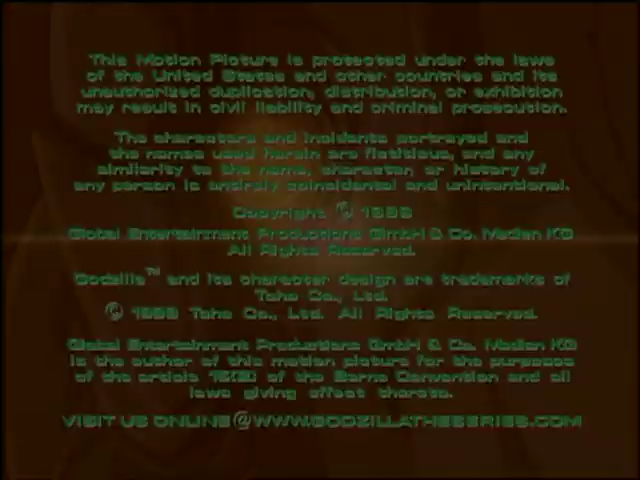 This Motion Picture is protected under the laws
of the United States and other countries and its
unauthorized duplication, distribution, or exhibition
may result in civil liability and criminal prosecution.
The characters and incidents portrayed and
the names used herein are fictitious, and any
similarity to the name, character, or history of
any person is entirely coincidental and unintentional.
Copyright © 1998
Global Entertainment Productions GmbH & Co. Medien KG
All Rights Reserved.
Godzilla™ and its character design are trademarks of
Toho Co., Ltd.
© 1998 Toho Co., Ltd. All Rights Reserved.
Global Entertainment Productions GmbH & Co. Medien KG
is the author of this motion picture for the purposes
of the article 15(2) of the Berne Convention and all
laws giving effect thereto.
VISIT US ONLINE@WWW.GODZILLATHESERIES.COM